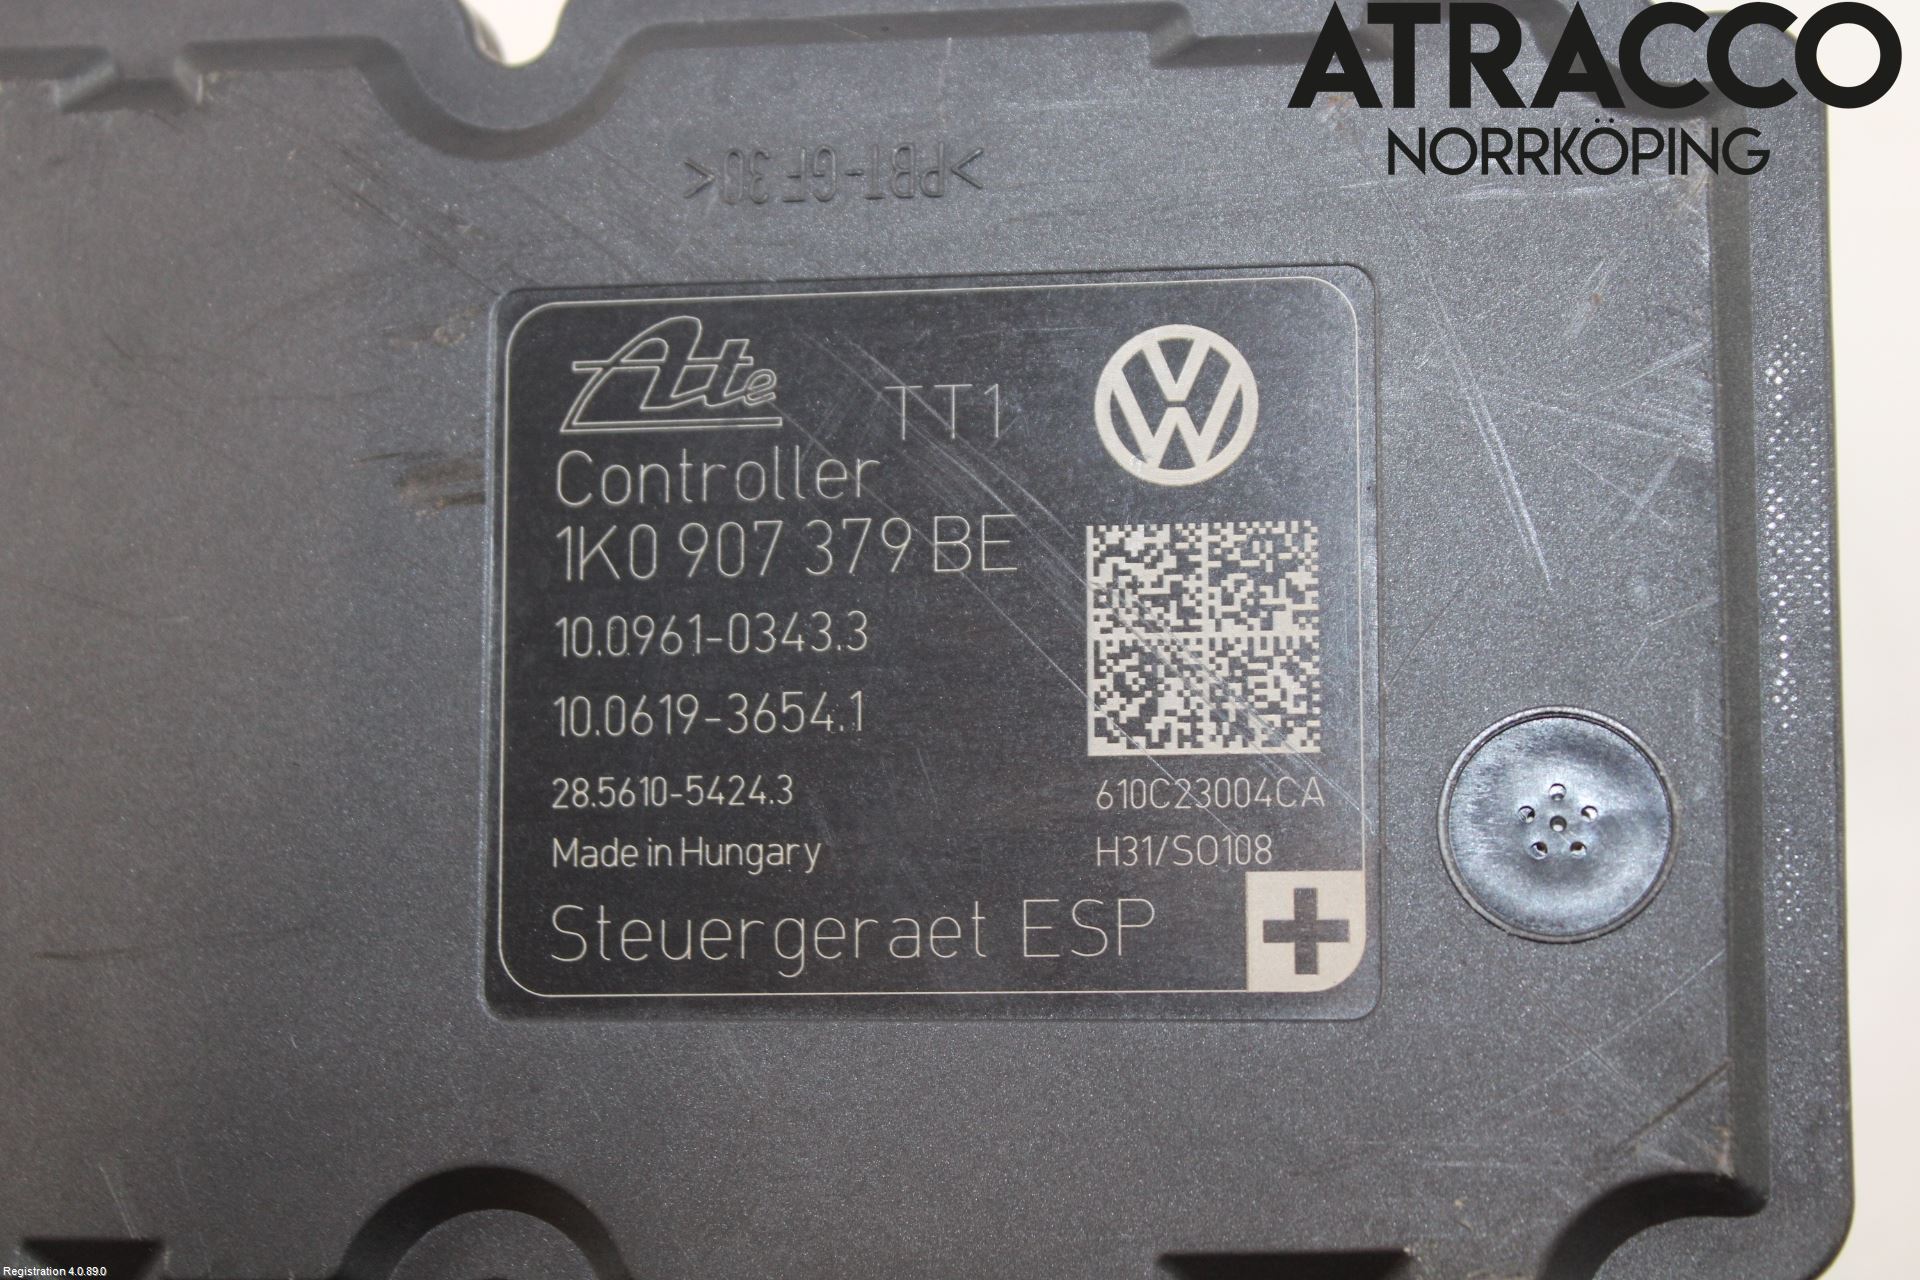 ATRACCO
NORRKÖPING
>PBT-GF30<
Ate TT1
Controller
1K0 907 379 BE
10.0961-0343.3
10.0619-3654.1
28.5610-5424.3 610C23004CA
Made in Hungary H31/SO108
Steuergeraet ESP
Registration 4.0.89.0